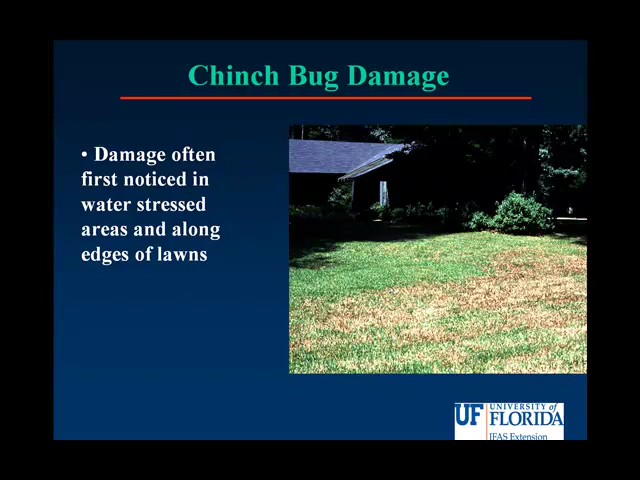 Chinch Bug Damage
• Damage often
first noticed in
water stressed
areas and along
edges of lawns
UF UNIVERSITY of
FLORIDA
IFAS Extension